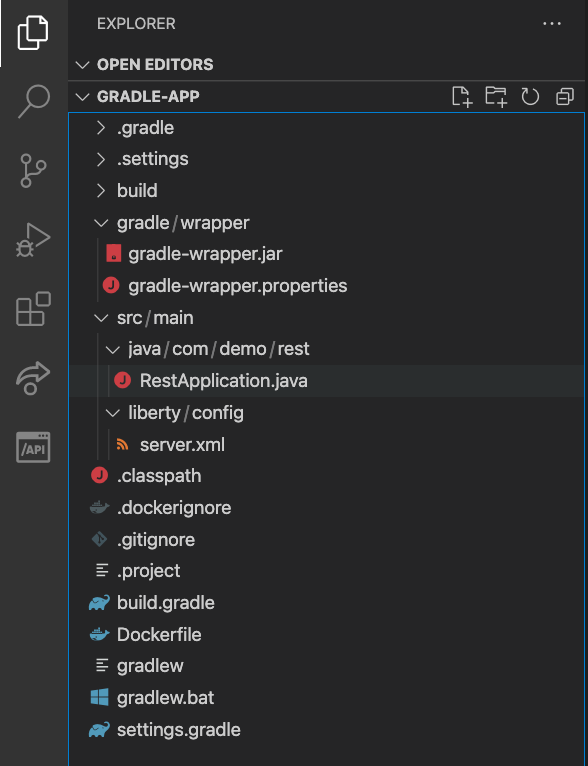 EXPLORER
OPEN EDITORS
GRADLE-APP
.gradle
.settings
build
gradle/wrapper
gradle-wrapper.jar
J gradle-wrapper.properties
src/main
java/com/demo/rest
J RestApplication.java
liberty/config
server.xml
J .classpath
.dockerignore
.gitignore
.project
/API
build.gradle
Dockerfile
gradlew
gradlew.bat
settings.gradle